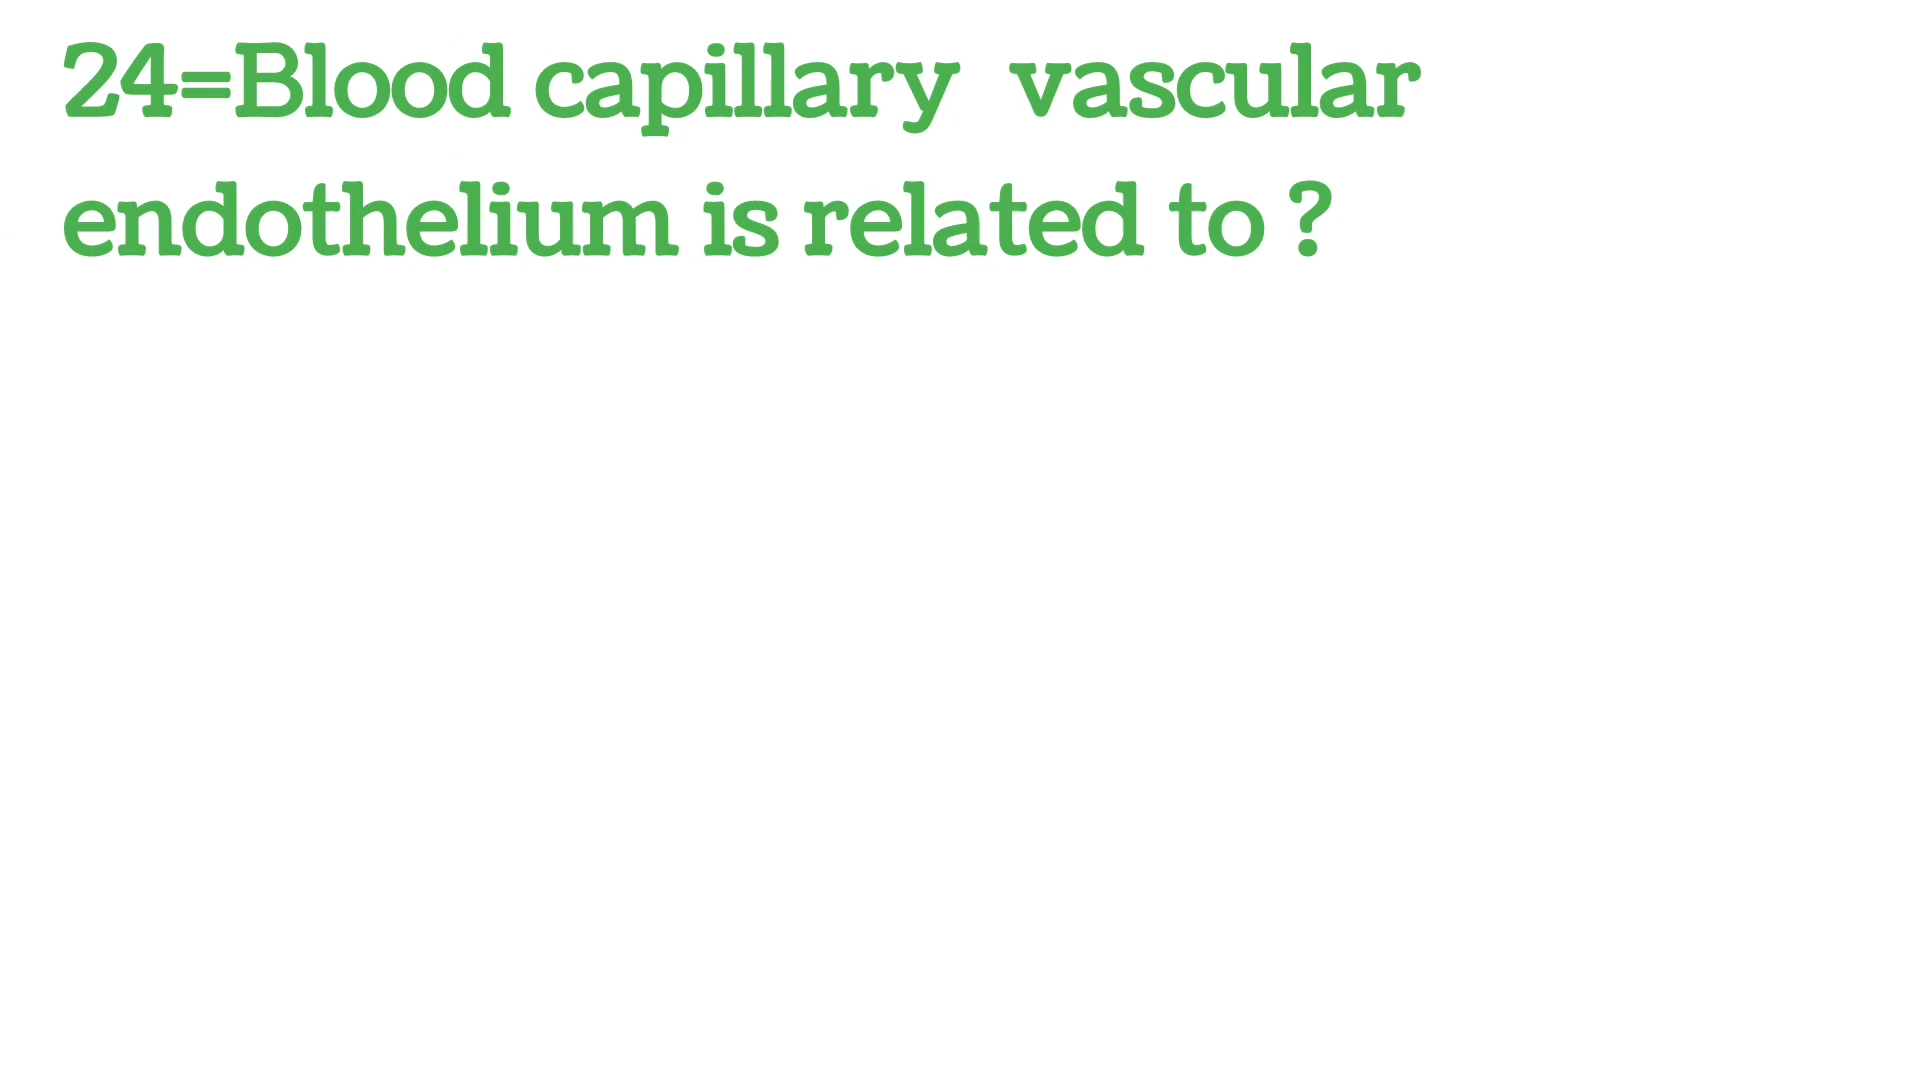 24=Blood capillary  vascular
endothelium is related to ?